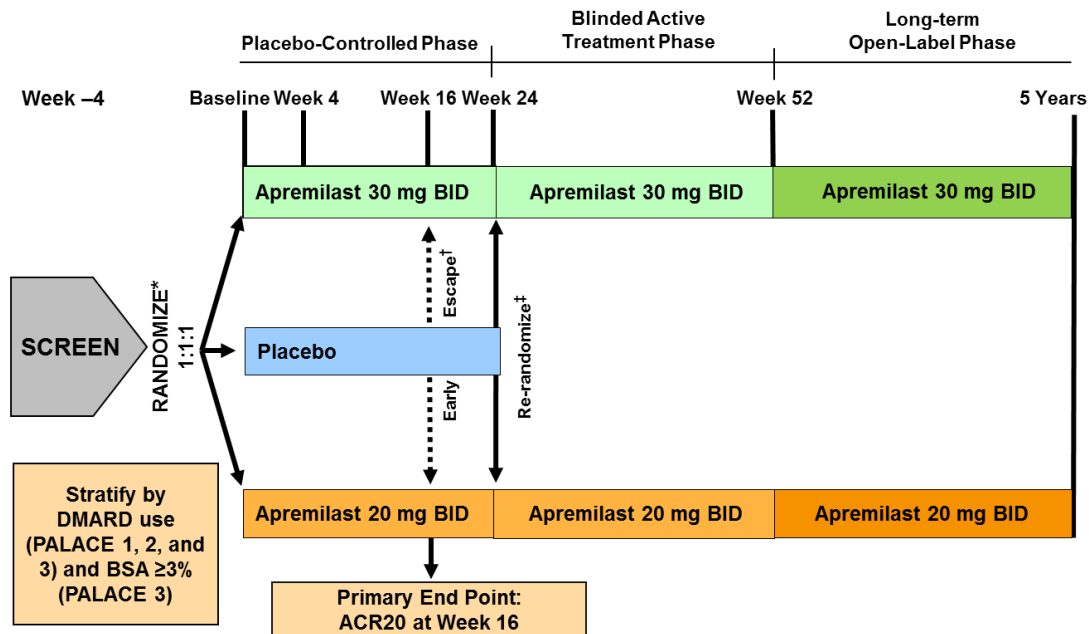 Placebo-Controlled Phase
Blinded Active
Treatment Phase
Long-term
Open-Label Phase
Week –4
Baseline
Week 4
Week 16
Week 24
Week 52
5 Years
Apremilast 30 mg BID
Apremilast 30 mg BID
Apremilast 30 mg BID
SCREEN
RANDOMIZE*
1:1:1
Placebo
Early
Escape†
Re-randomize‡
Apremilast 20 mg BID
Apremilast 20 mg BID
Apremilast 20 mg BID
Stratify by
DMARD use
(PALACE 1, 2, and
3) and BSA ≥3%
(PALACE 3)
Primary End Point:
ACR20 at Week 16